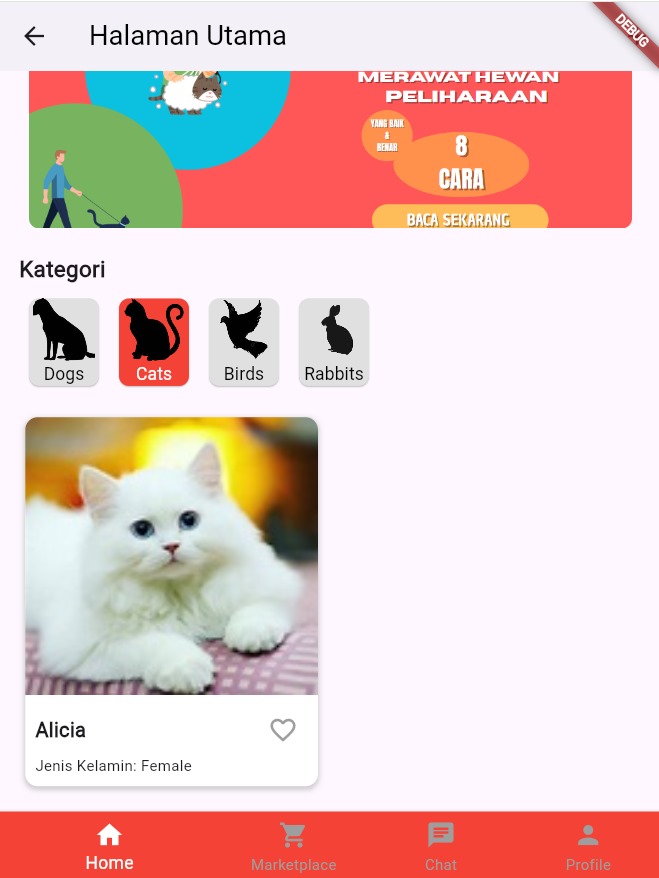 Halaman Utama
DEBUG
MERAWAT HEWAN
PELIHARAAN
YANG BAIK
&
BENAR
8
CARA
BACA SEKARANG
Kategori
Dogs
Cats
Birds
Rabbits
Alicia
Jenis Kelamin: Female
Home
Marketplace
Chat
Profile